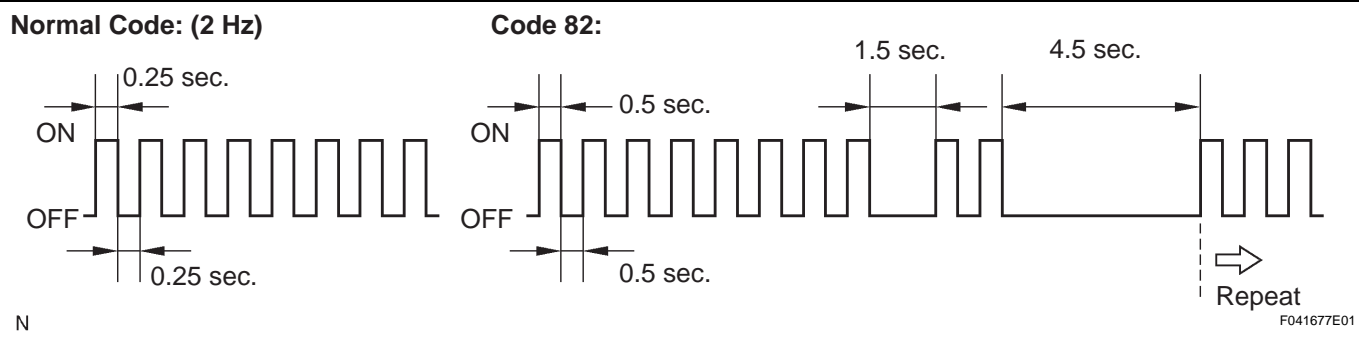 Normal Code: (2 Hz)
Code 82:
0.25 sec.
1.5 sec.
4.5 sec.
0.5 sec.
ON
ON
OFF
OFF
0.25 sec.
0.5 sec.
Repeat
N
F041677E01